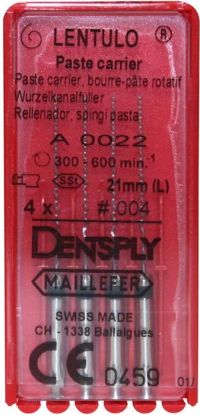 LENTULO ®
Paste carrier
Paste carrier, bourre-pâte rotatif
Wurzelkanalfüller
Rellenador, spingi pasta
A 0022
300 - 600 min.-1
SSt 21mm (L)
4 x #.004
DENTSPLY
MAILLEFER
SWISS MADE
CH - 1338 Ballaigues
CE 0459 01/